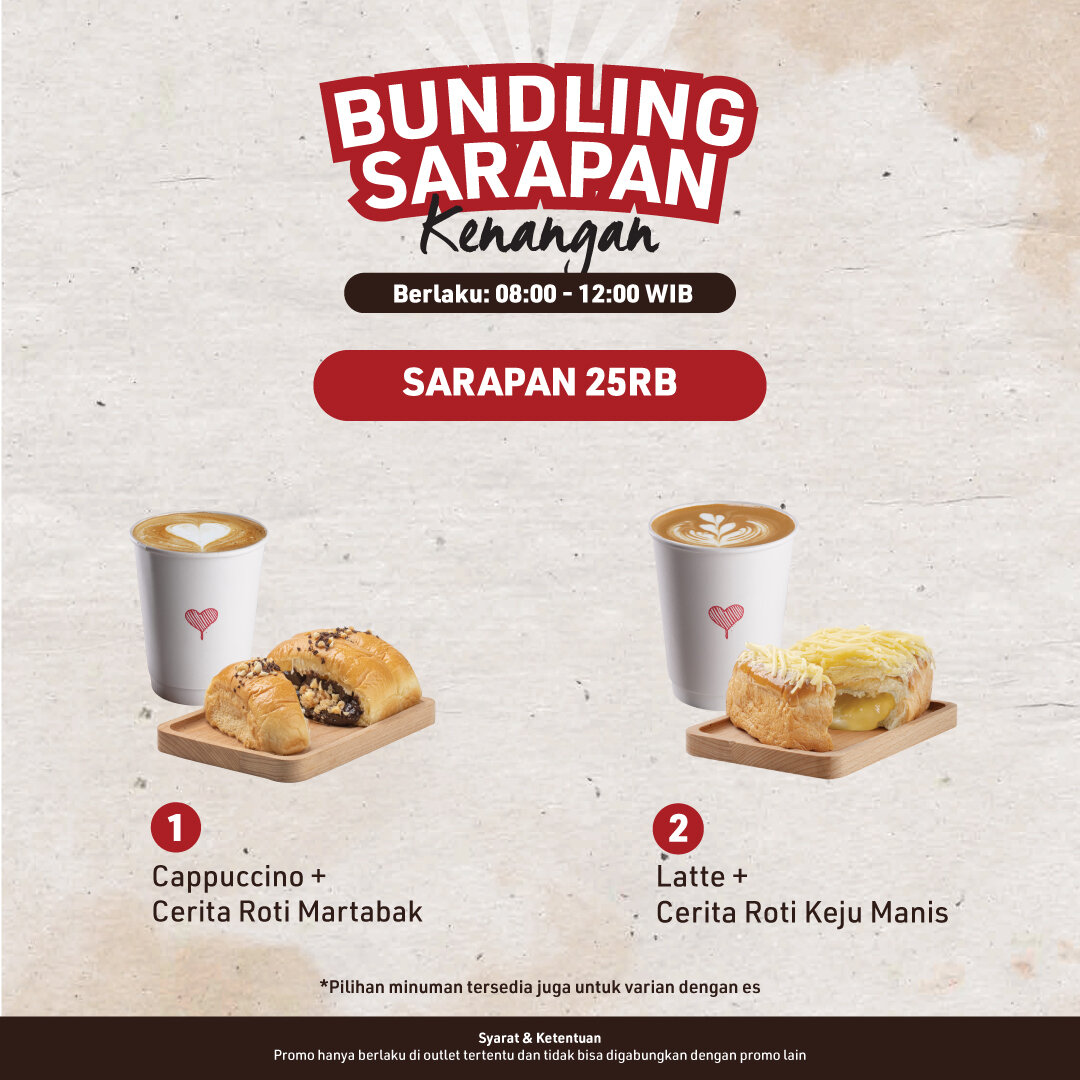 BUNDLING
SARAPAN
Kenangan
Berlaku: 08:00 - 12:00 WIB
SARAPAN 25RB
1
Cappuccino +
Cerita Roti Martabak
2
Latte +
Cerita Roti Keju Manis
*Pilihan minuman tersedia juga untuk varian dengan es
Syarat & Ketentuan
Promo hanya berlaku di outlet tertentu dan tidak bisa digabungkan dengan promo lain